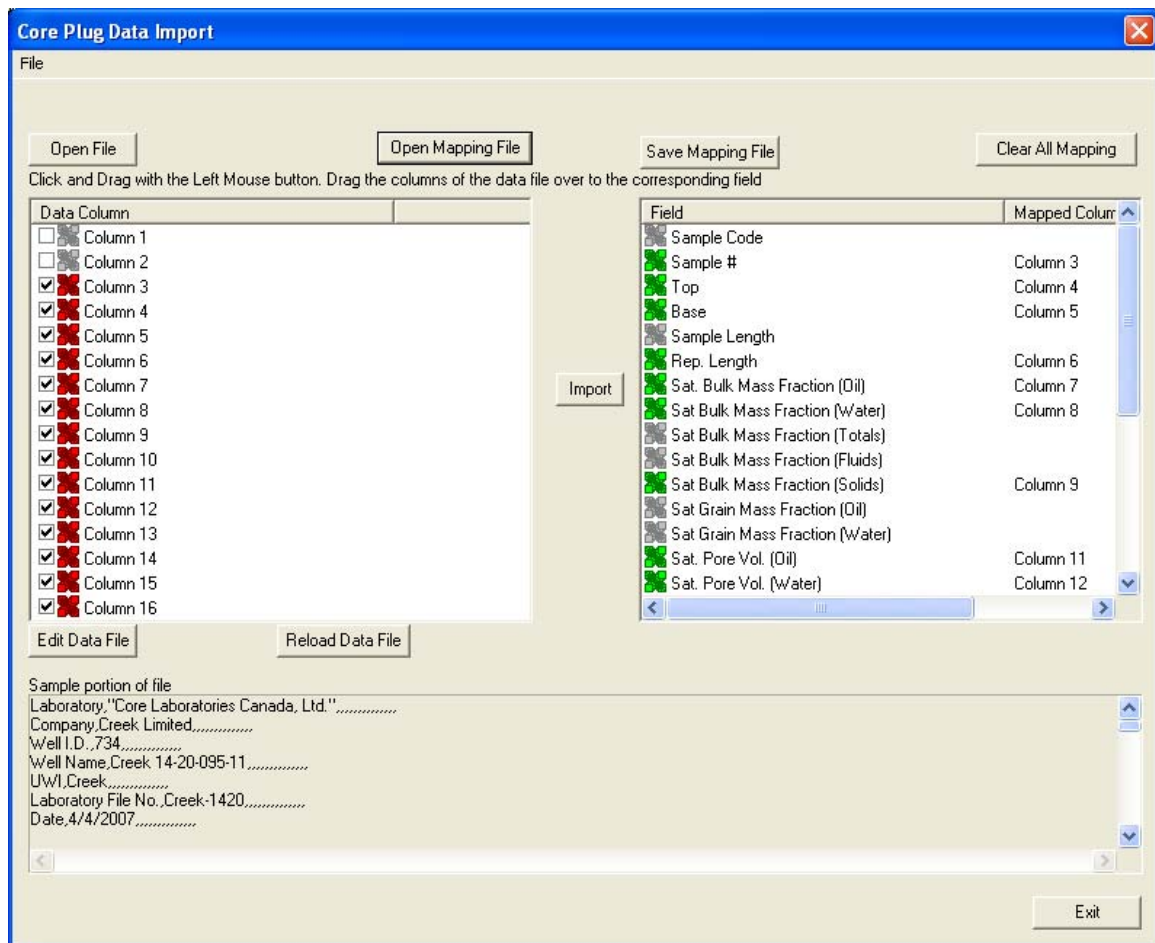 Core Plug Data Import
File
Open File
Open Mapping File
Save Mapping File
Clear All Mapping
Click and Drag with the Left Mouse button. Drag the columns of the data file over to the corresponding field
Data Column
Column 1
Column 2
Column 3
Column 4
Column 5
Column 6
Column 7
Column 8
Column 9
Column 10
Column 11
Column 12
Column 13
Column 14
Column 15
Column 16
Import
Field Mapped Colum
Sample Code
Sample # Column 3
Top Column 4
Base Column 5
Sample Length
Rep. Length Column 6
Sat. Bulk Mass Fraction (Oil) Column 7
Sat Bulk Mass Fraction (Water) Column 8
Sat Bulk Mass Fraction (Totals)
Sat Bulk Mass Fraction (Fluids)
Sat Bulk Mass Fraction (Solids) Column 9
Sat Grain Mass Fraction (Oil)
Sat Grain Mass Fraction (Water)
Sat. Pore Vol. (Oil) Column 11
Sat. Pore Vol. (Water) Column 12
Edit Data File
Reload Data File
Sample portion of file
Laboratory,"Core Laboratories Canada, Ltd.",,,,,,,,,,,,,,
Company,Creek Limited,,,,,,,,,,,,,,
Well I.D.,734,,,,,,,,,,,,,,
Well Name,Creek 14-20-095-11,,,,,,,,,,,,,,
UWI,Creek,,,,,,,,,,,,,,
Laboratory File No.,Creek-1420,,,,,,,,,,,,,,
Date,4/4/2007,,,,,,,,,,,,,,
Exit